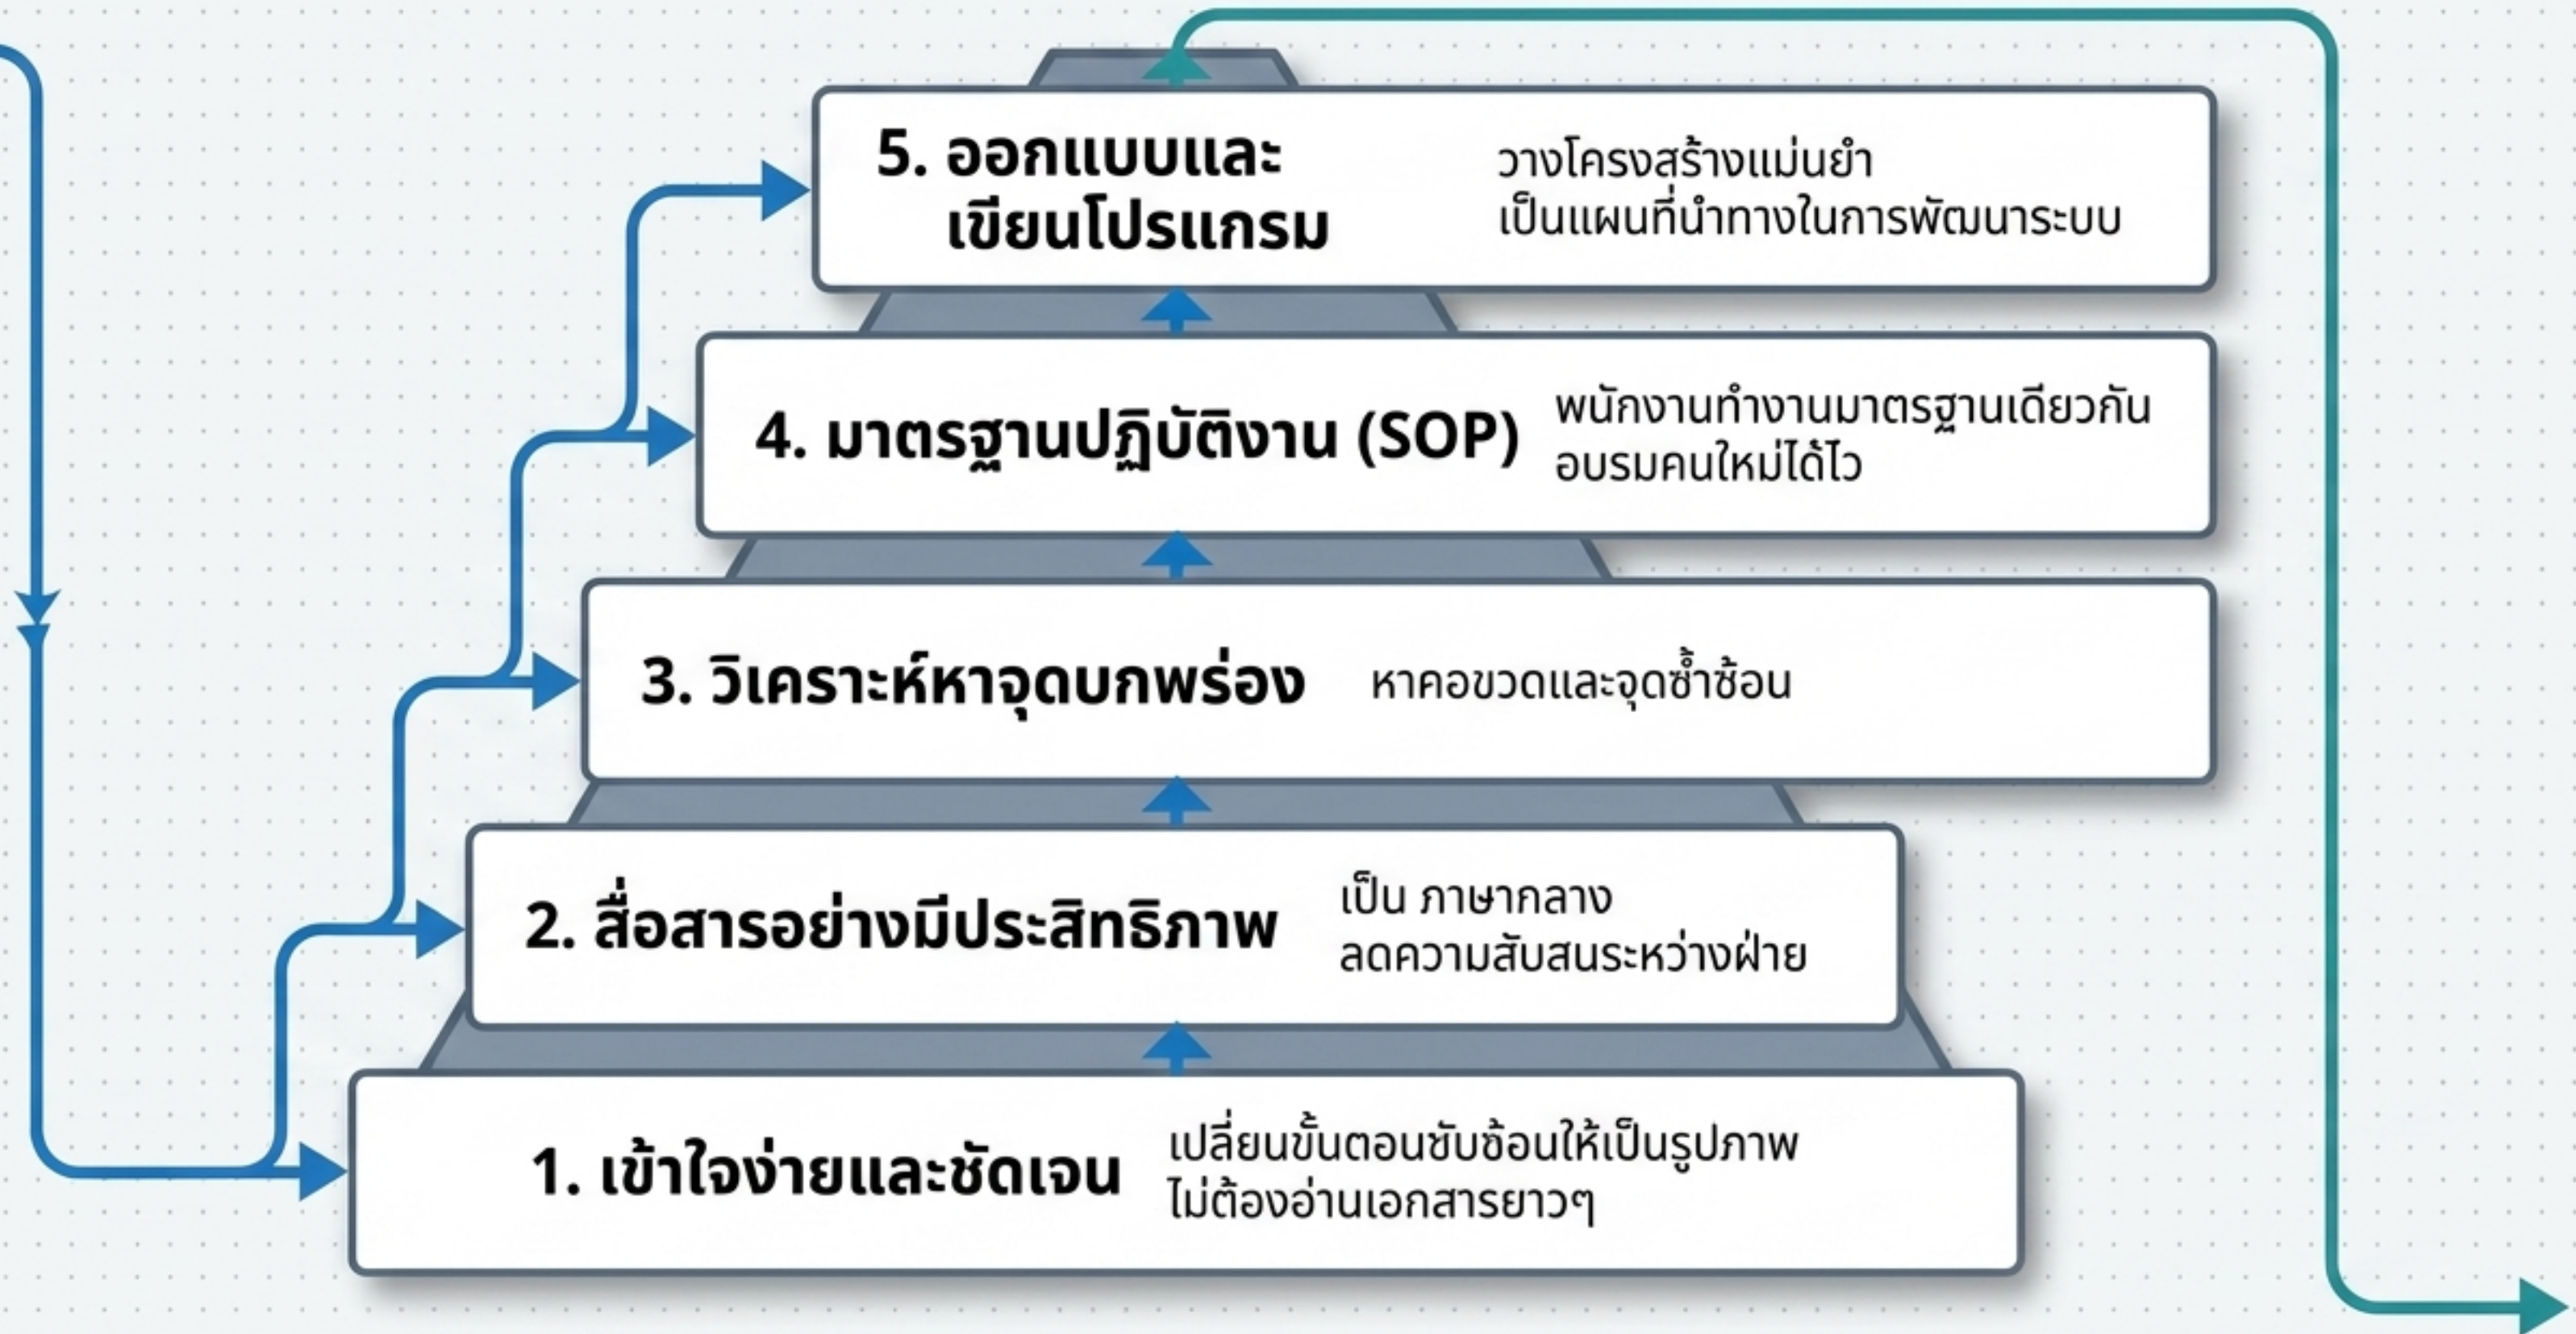 5. ออกแบบและ
เขียนโปรแกรม
วางโครงสร้างแม่นยำ
เป็นแผนที่นำทางในการพัฒนาระบบ
4. มาตรฐานปฏิบัติงาน (SOP)
พนักงานทำงานมาตรฐานเดียวกัน
อบรมคนใหม่ได้ไว
3. วิเคราะห์หาจุดบกพร่อง
หาคอขวดและจุดซ้ำซ้อน
2. สื่อสารอย่างมีประสิทธิภาพ
เป็น ภาษากลาง
ลดความสับสนระหว่างฝ่าย
1. เข้าใจง่ายและชัดเจน
เปลี่ยนขั้นตอนซับซ้อนให้เป็นรูปภาพ
ไม่ต้องอ่านเอกสารยาวๆ